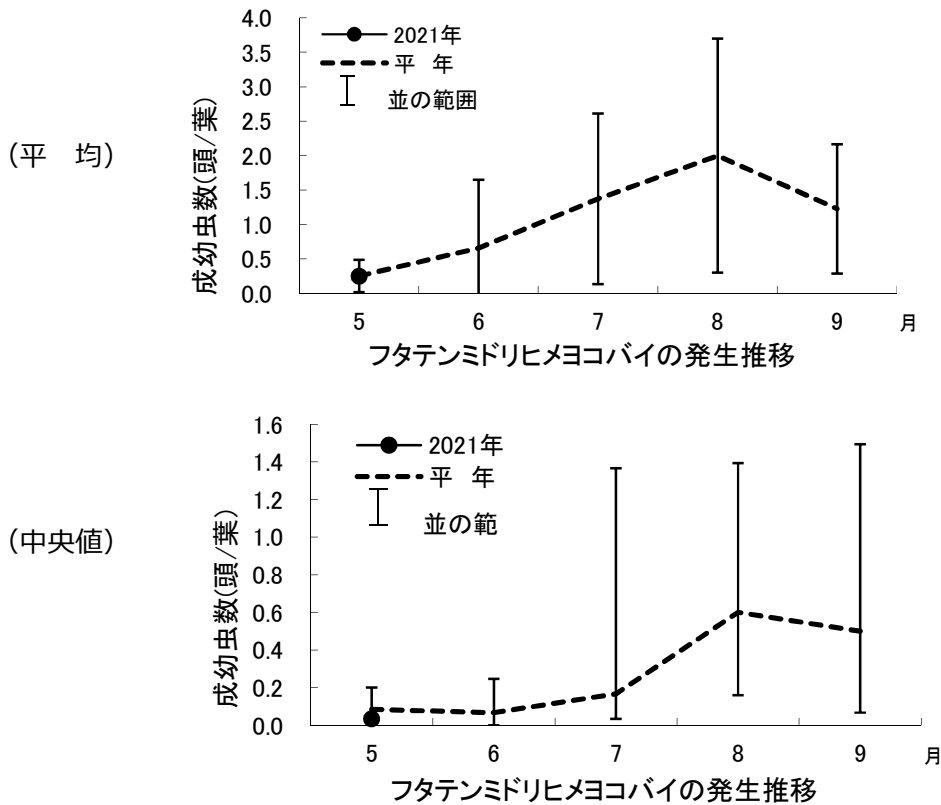 (平 均)
成幼虫数(頭/葉)
4.0
3.5
3.0
2.5
2.0
1.5
1.0
0.5
0.0
2021年
平 年
並の範囲
5 6 7 8 9 月
フタテンミドリヒメヨコバイの発生推移
(中央値)
成幼虫数(頭/葉)
1.6
1.4
1.2
1.0
0.8
0.6
0.4
0.2
0.0
2021年
平 年
並の範
5 6 7 8 9 月
フタテンミドリヒメヨコバイの発生推移